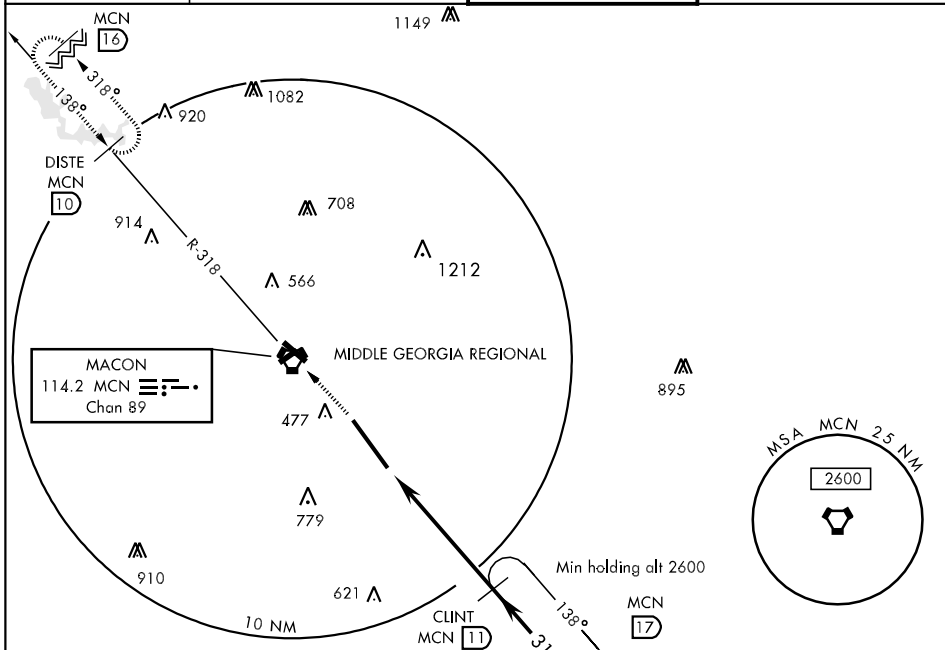 MCN
16
1149
318°
138°
920
1082
DISTE
MCN
10
914
708
R-318
1212
566
MIDDLE GEORGIA REGIONAL
MACON
114.2 MCN
Chan 89
477
895
MSA MCN 25 NM
2600
779
910
Min holding alt 2600
621
10 NM
CLINT
MCN 11
138°
MCN
17